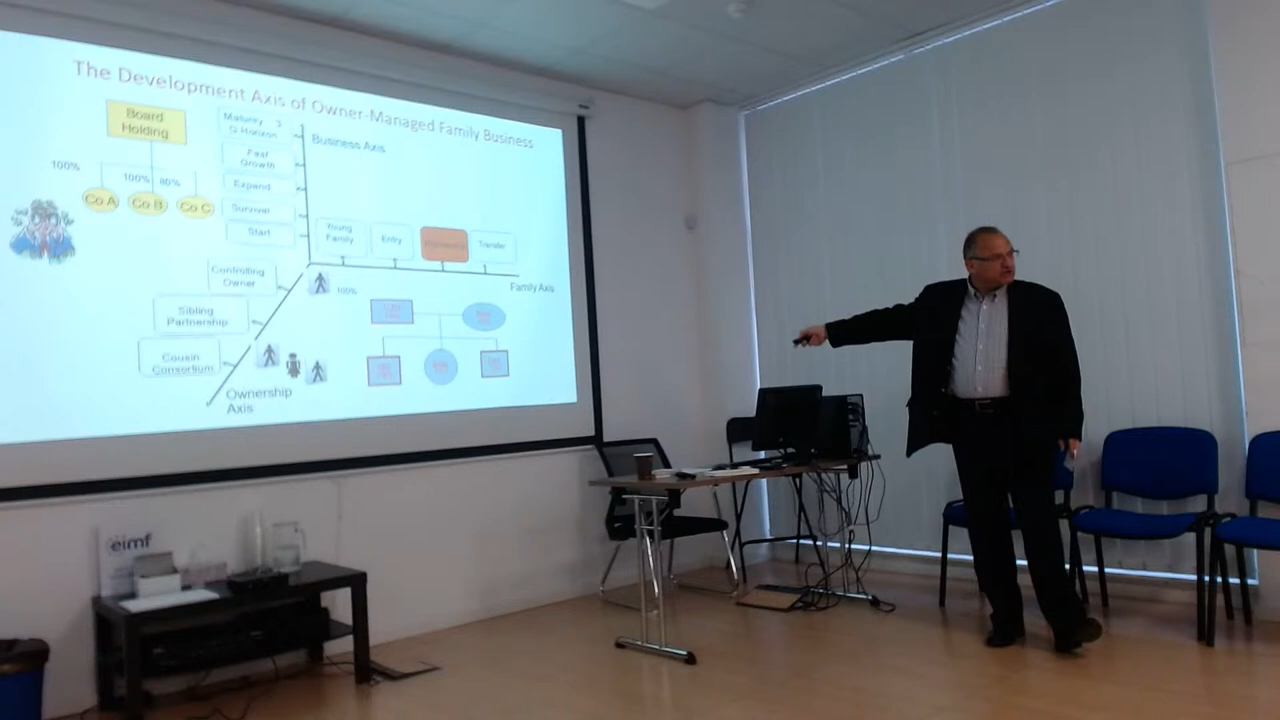 The Development Axis of Owner-Managed Family Business
Board
Holding
100%
100%
80%
Co A
Co B
Co C
Maturity
Fast
Growth
Expand
Survival
Start
Business Axis
Young
Family
Entry
Transfer
Family Axis
Controlling
Owner
100%
Sibling
Partnership
Cousin
Consortium
Ownership
Axis
eimf